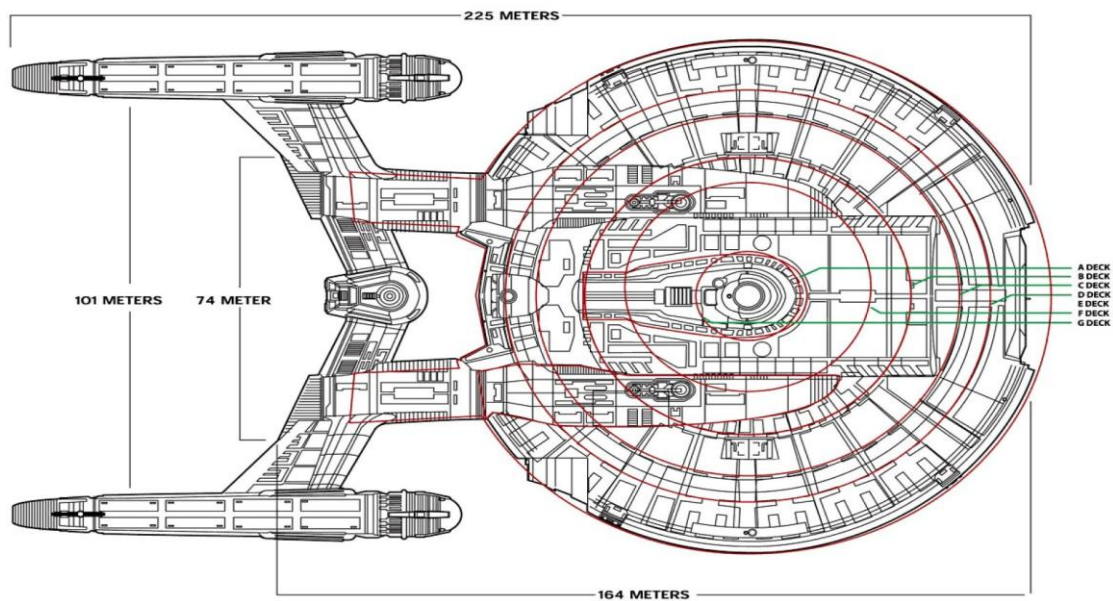 225 METERS
A DECK
B DECK
C DECK
D DECK
E DECK
F DECK
G DECK
101 METERS
74 METER
164 METERS